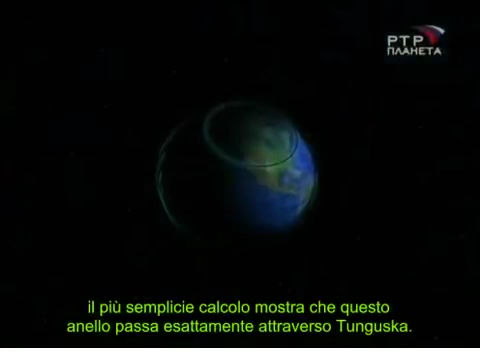 РТР
ПЛАНЕТА
il più semplicie calcolo mostra che questo
anello passa esattamente attraverso Tunguska.